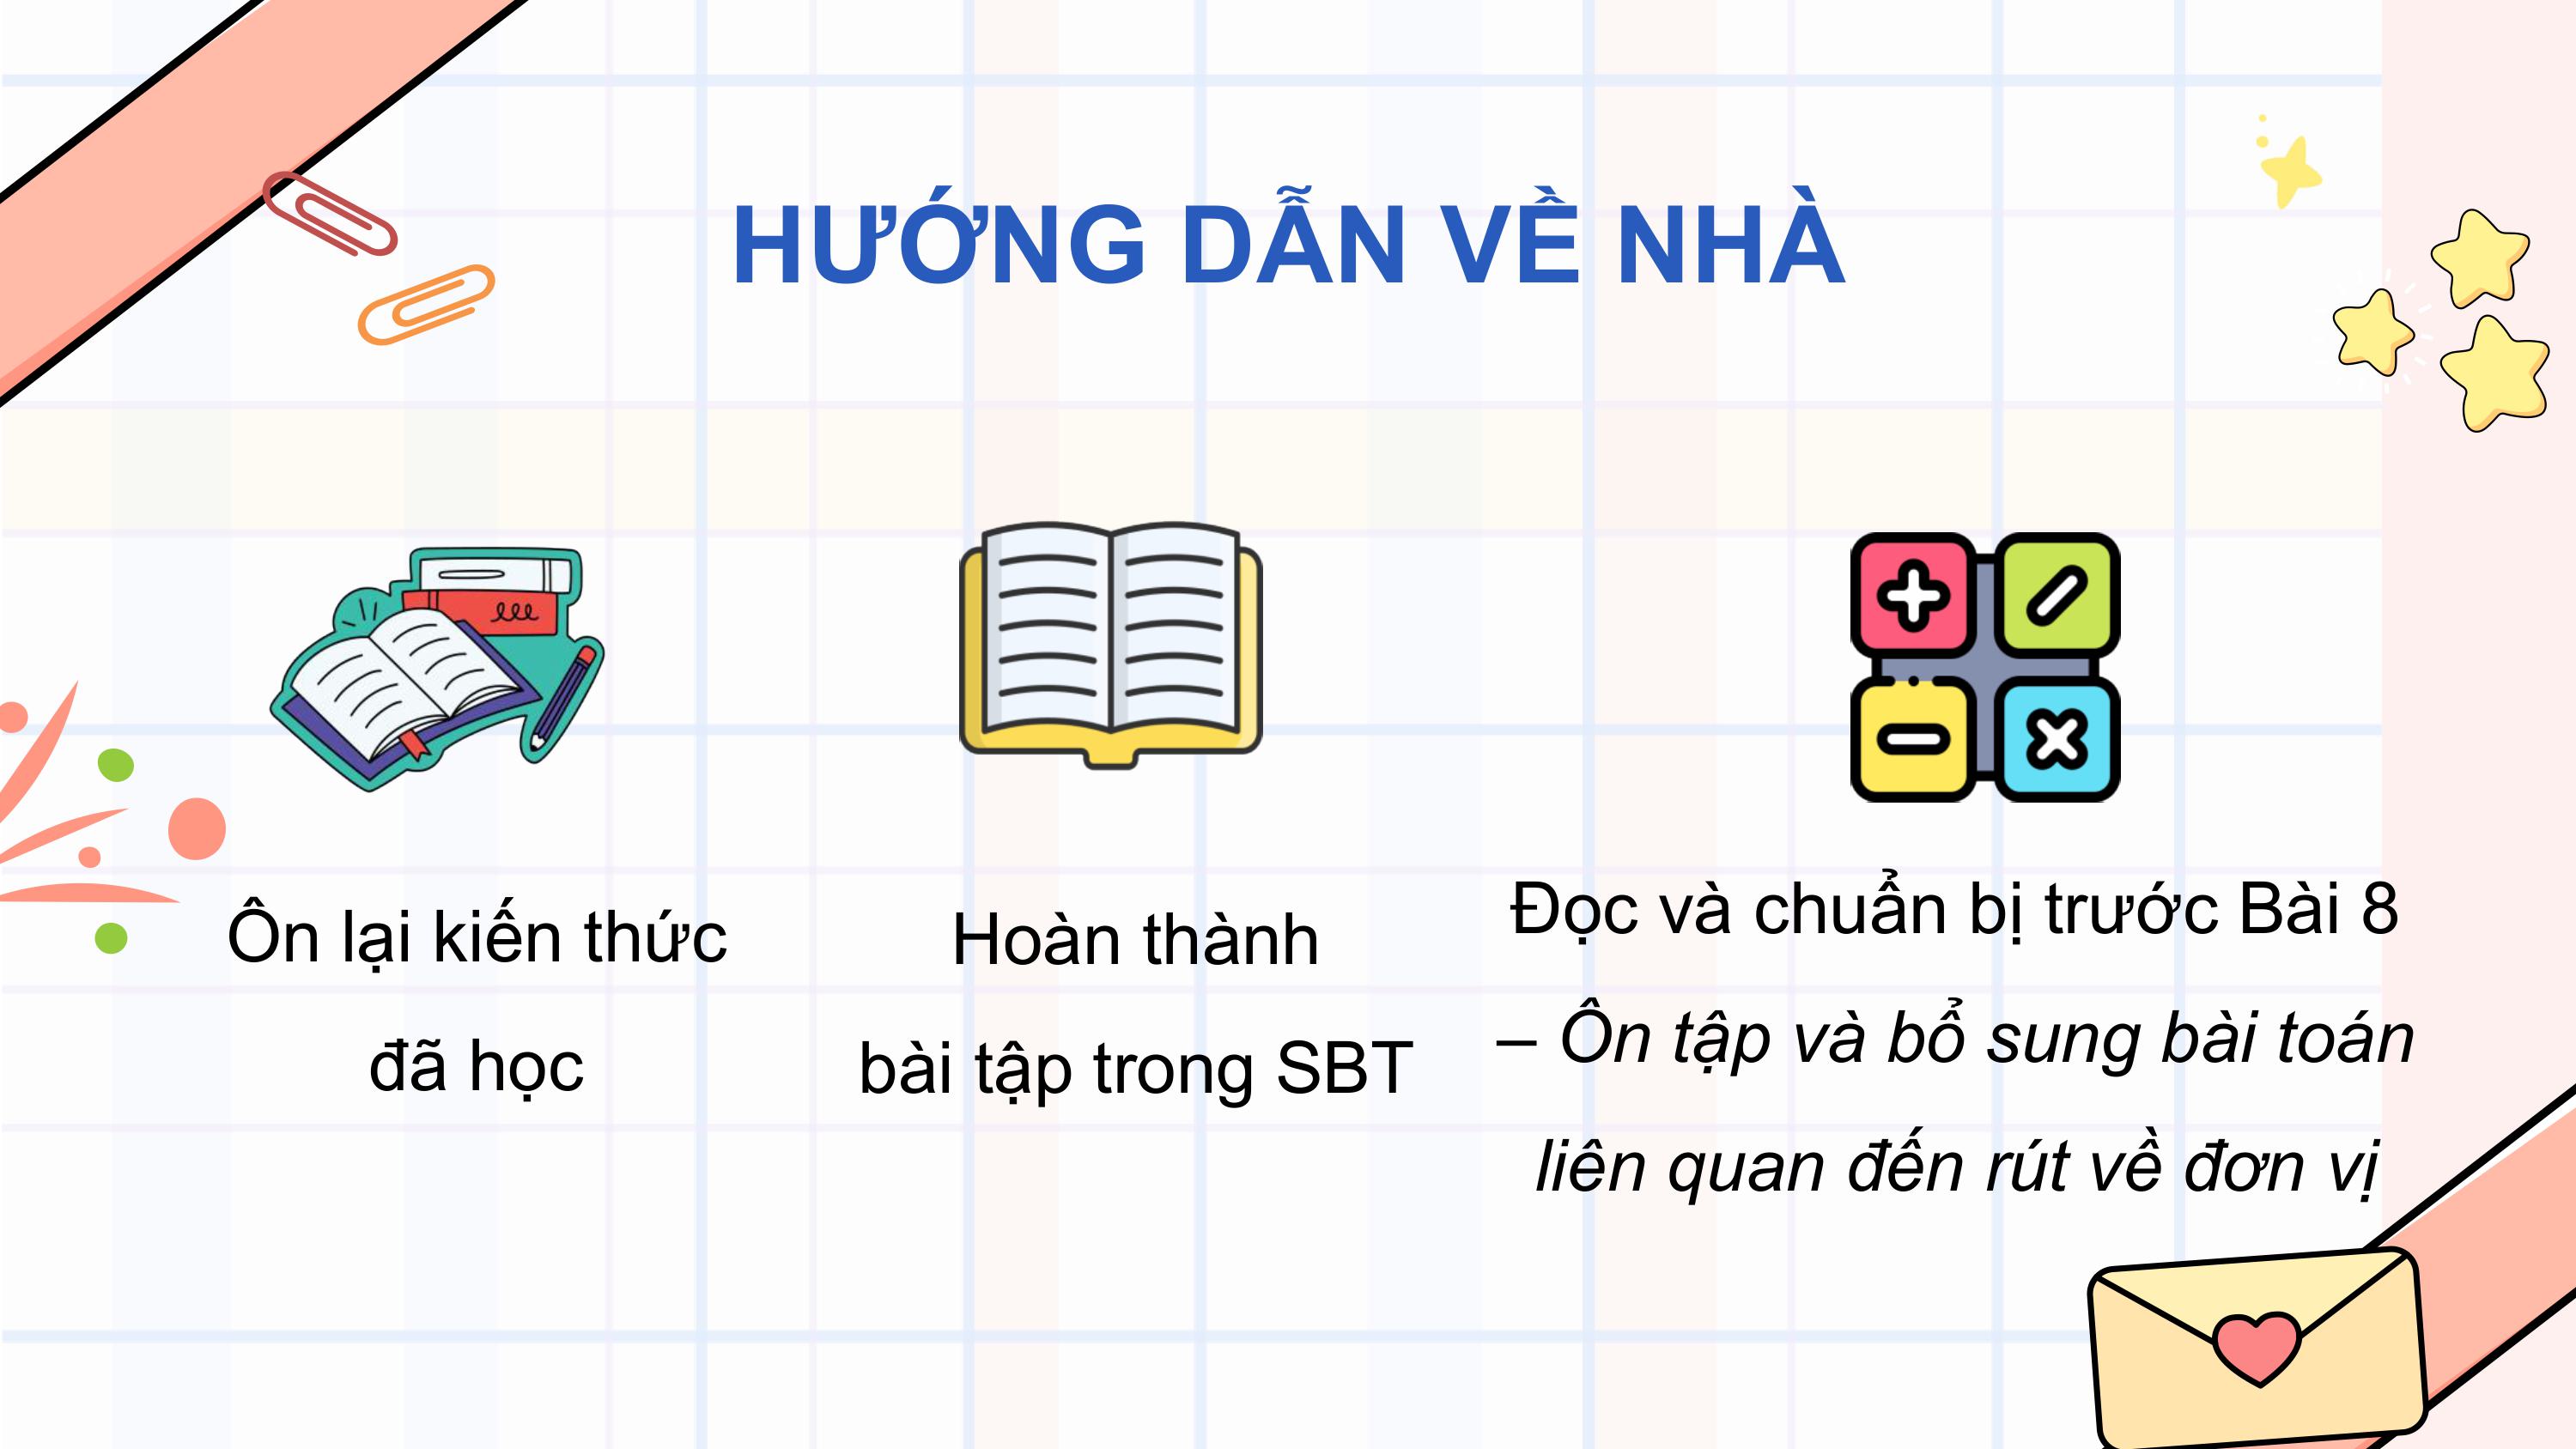 HƯỚNG DẪN VỀ NHÀ
Ôn lại kiến thức
đã học
Hoàn thành
bài tập trong SBT
Đọc và chuẩn bị trước Bài 8
– Ôn tập và bổ sung bài toán
liên quan đến rút về đơn vị